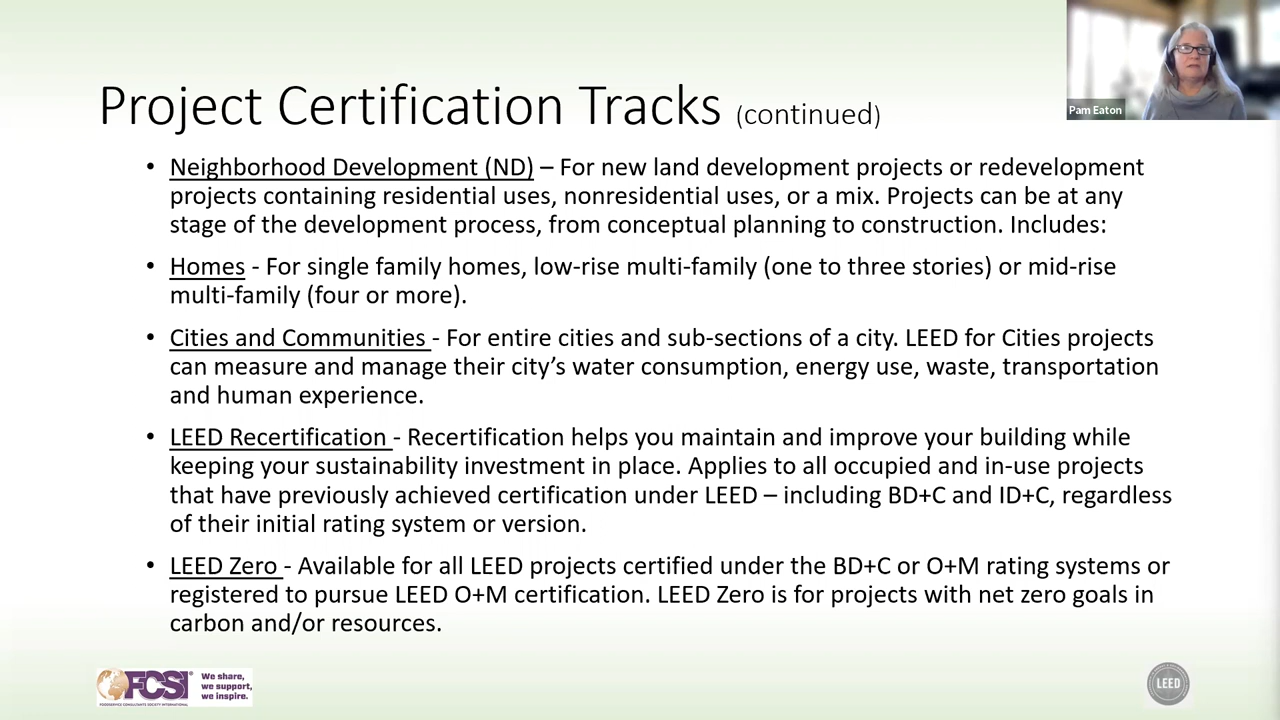 Project Certification Tracks (continued)
Pam Eaton
• Neighborhood Development (ND) – For new land development projects or redevelopment
projects containing residential uses, nonresidential uses, or a mix. Projects can be at any
stage of the development process, from conceptual planning to construction. Includes:
• Homes - For single family homes, low-rise multi-family (one to three stories) or mid-rise
multi-family (four or more).
• Cities and Communities - For entire cities and sub-sections of a city. LEED for Cities projects
can measure and manage their city’s water consumption, energy use, waste, transportation
and human experience.
• LEED Recertification - Recertification helps you maintain and improve your building while
keeping your sustainability investment in place. Applies to all occupied and in-use projects
that have previously achieved certification under LEED – including BD+C and ID+C, regardless
of their initial rating system or version.
• LEED Zero - Available for all LEED projects certified under the BD+C or O+M rating systems or
registered to pursue LEED O+M certification. LEED Zero is for projects with net zero goals in
carbon and/or resources.
FCSI®
FOODSERVICE CONSULTANTS SOCIETY INTERNATIONAL
We share,
we support,
we inspire.
LEED